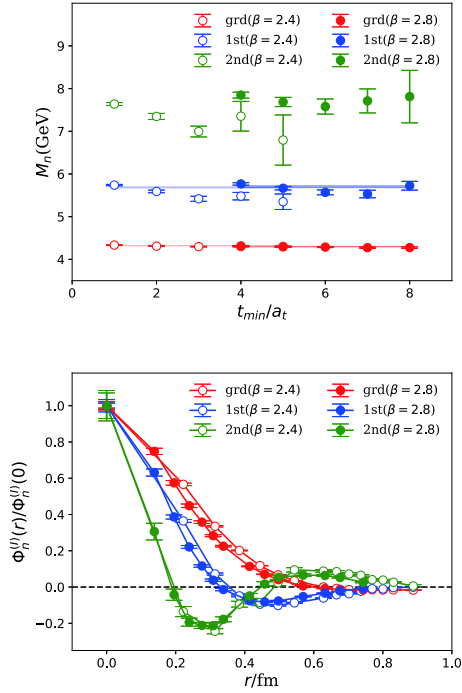 grd(β = 2.4) grd(β = 2.8)
1st(β = 2.4) 1st(β = 2.8)
2nd(β = 2.4) 2nd(β = 2.8)
9
8
7
6
5
4
M_n(GeV)
0 2 4 6 8
t_min/a_t
grd(β = 2.4) grd(β = 2.8)
1st(β = 2.4) 1st(β = 2.8)
2nd(β = 2.4) 2nd(β = 2.8)
1.0
0.8
0.6
0.4
0.2
0.0
−0.2
Φ_n^(J)(r)/Φ_n^(J)(0)
0.0 0.2 0.4 0.6 0.8 1.0
r/fm